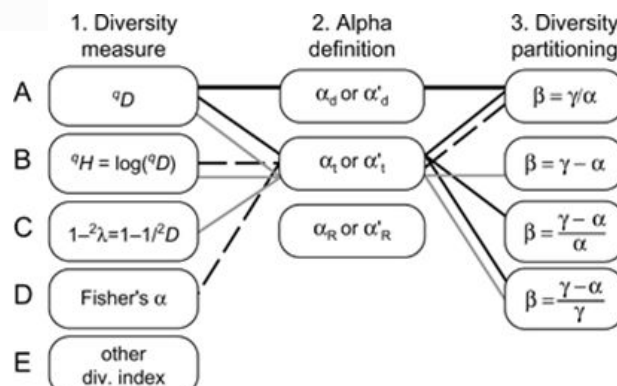 1. Diversity measure
2. Alpha definition
3. Diversity partitioning
A
qD
αd or α'd
β = γ/α
B
qH = log(qD)
αt or α't
β = γ − α
C
1−2λ=1−1/2D
αR or α'R
β = γ − α / α
D
Fisher's α
β = γ − α / γ
E
other
div. index